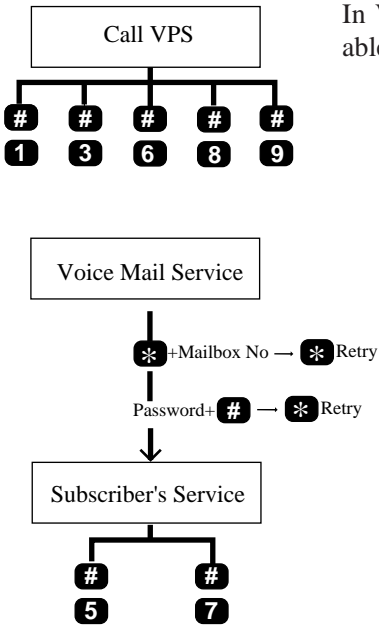 In
able
Call VPS
# # # # #
1 3 6 8 9
Voice Mail Service
* +Mailbox No → * Retry
Password+ # → * Retry
Subscriber's Service
# #
5 7